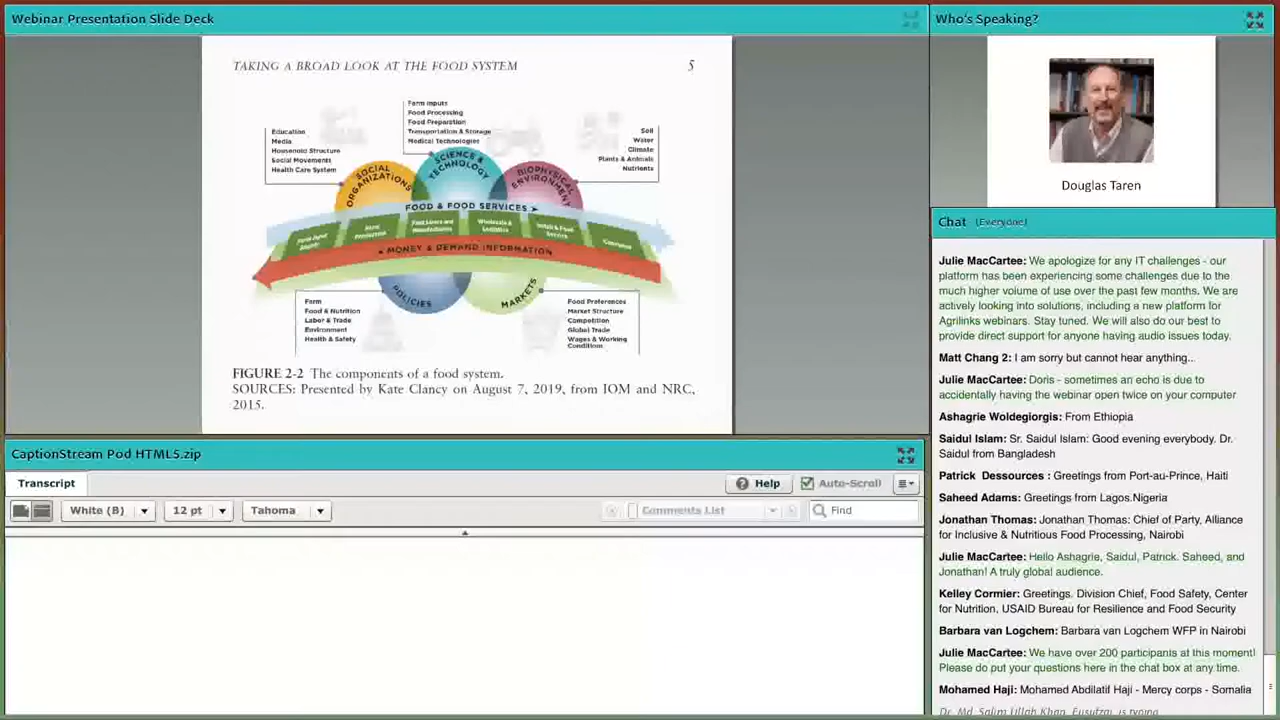 Webinar Presentation Slide Deck
TAKING A BROAD LOOK AT THE FOOD SYSTEM
5
Education
Media
Household Structure
Social Movements
Health Care System
Farm Inputs
Food Processing
Food Preparation
Transportation & Storage
Medical Technologies
Soil
Water
Climate
Plants & Animals
Nutrients
SOCIAL
ORGANIZATIONS
SCIENCE &
TECHNOLOGY
BIOPHYSICAL
ENVIRONMENT
FOOD & FOOD SERVICES
Farm Input
Supply
Farm
Production
Wholesale &
Logistics
Retail & Food
Service
Consumers
MONEY & DEMAND INFORMATION
POLICIES
MARKETS
Farm
Food & Nutrition
Labor & Trade
Environment
Health & Safety
Food Preferences
Market Structure
Competition
Global Trade
Wages & Working
Conditions
FIGURE 2-2 The components of a food system.
SOURCES: Presented by Kate Clancy on August 7, 2019, from IOM and NRC,
2015.
CaptionStream Pod HTML5.zip
Transcript
Help
Auto-Scroll
White (B)
12 pt
Tahoma
Comments List
Find
Who's Speaking?
Douglas Taren
Chat (Everyone)
Julie MacCartee: We apologize for any IT challenges - our
platform has been experiencing some challenges due to the
much higher volume of use over the past few months. We are
actively looking into solutions, including a new platform for
Agrilinks webinars. Stay tuned. We will also do our best to
provide direct support for anyone having audio issues today.
Matt Chang 2: I am sorry but cannot hear anything..
Julie MacCartee: Doris - sometimes an echo is due to
accidentally having the webinar open twice on your computer
Ashagrie Woldegiorgis: From Ethiopia
Saidul Islam: Sr. Saidul Islam: Good evening everybody. Dr.
Saidul from Bangladesh
Patrick Dessources : Greetings from Port-au-Prince, Haiti
Saheed Adams: Greetings from Lagos.Nigeria
Jonathan Thomas: Jonathan Thomas: Chief of Party, Alliance
for Inclusive & Nutritious Food Processing, Nairobi
Julie MacCartee: Hello Ashagrie, Saidul, Patrick. Saheed, and
Jonathan! A truly global audience.
Kelley Cormier: Greetings. Division Chief, Food Safety, Center
for Nutrition, USAID Bureau for Resilience and Food Security
Barbara van Logchem: Barbara van Logchem WFP in Nairobi
Julie MacCartee: We have over 200 participants at this moment!
Please do put your questions here in the chat box at any time.
Mohamed Haji: Mohamed Abdilatif Haji - Mercy corps - Somalia